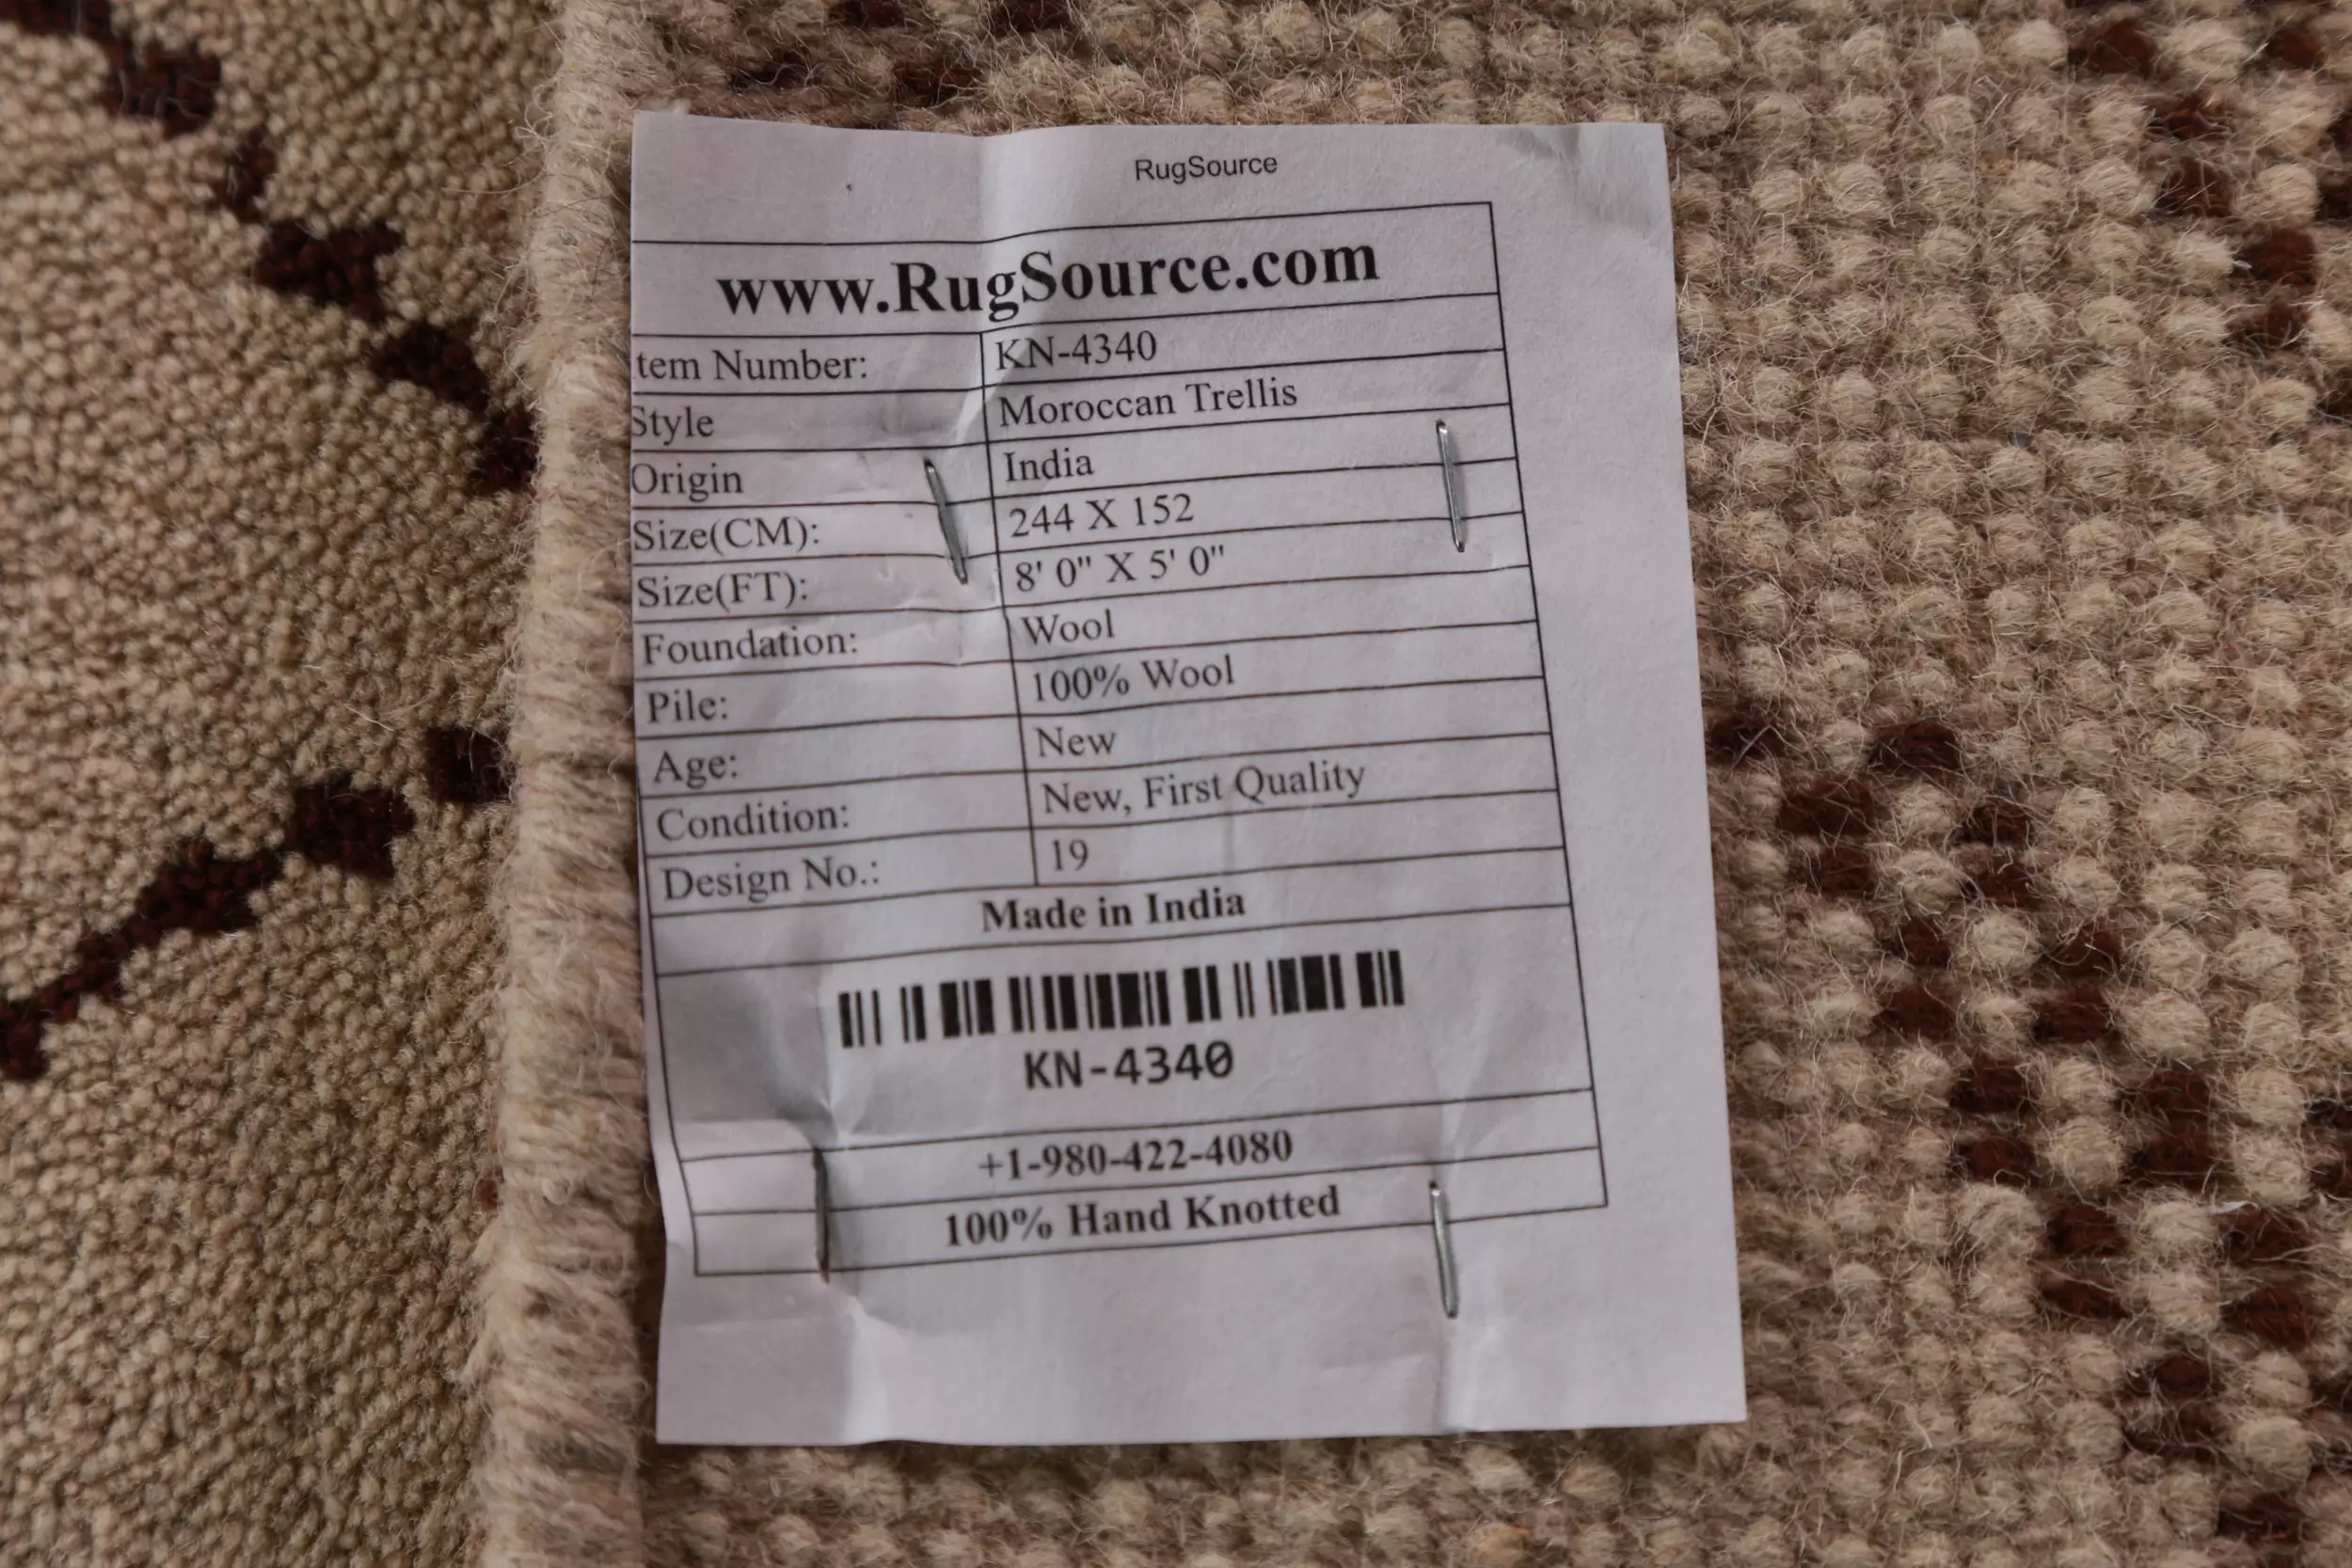 RugSource
www.RugSource.com
tem Number: KN-4340
Style Moroccan Trellis
Origin India
Size(CM): 244 X 152
Size(FT): 8' 0" X 5' 0"
Foundation: Wool
Pile: 100% Wool
Age: New
Condition: New, First Quality
Design No.: 19
Made in India
KN-4340
+1-980-422-4080
100% Hand Knotted